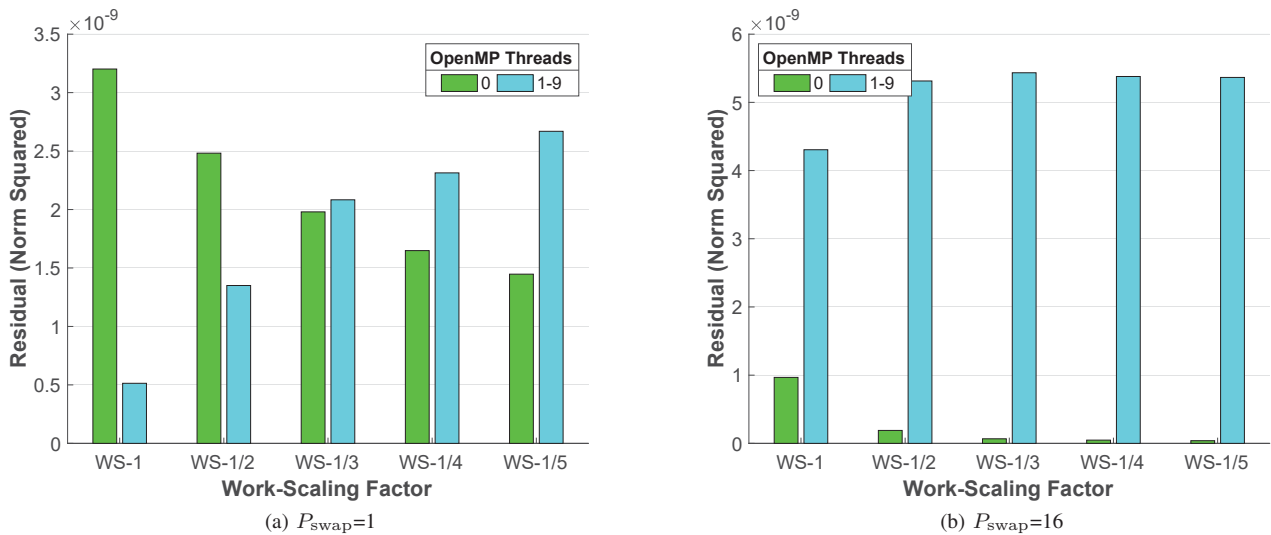 ×10⁻⁹
3.5
3
2.5
2
1.5
1
0.5
0
Residual (Norm Squared)
OpenMP Threads
0 1-9
WS-1 WS-1/2 WS-1/3 WS-1/4 WS-1/5
Work-Scaling Factor
(a) P_swap=1
×10⁻⁹
6
5
4
3
2
1
0
Residual (Norm Squared)
OpenMP Threads
0 1-9
WS-1 WS-1/2 WS-1/3 WS-1/4 WS-1/5
Work-Scaling Factor
(b) P_swap=16